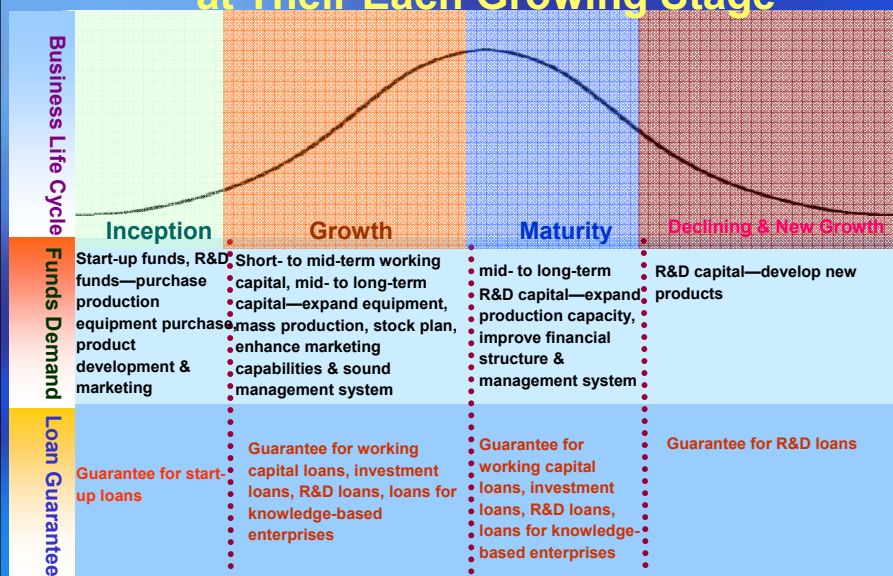 at Their Each Growing Stage
Business Life Cycle
Inception
Growth
Maturity
Declining & New Growth
Funds Demand
Start-up funds, R&D
funds—purchase
production
equipment purchase,
product
development &
marketing
Short- to mid-term working
capital, mid- to long-term
capital—expand equipment,
mass production, stock plan,
enhance marketing
capabilities & sound
management system
mid- to long-term
R&D capital—expand
production capacity,
improve financial
structure &
management system
R&D capital—develop new
products
Loan Guarantee
Guarantee for start-
up loans
Guarantee for working
capital loans, investment
loans, R&D loans, loans for
knowledge-based
enterprises
Guarantee for
working capital
loans, investment
loans, R&D loans,
loans for knowledge-
based enterprises
Guarantee for R&D loans